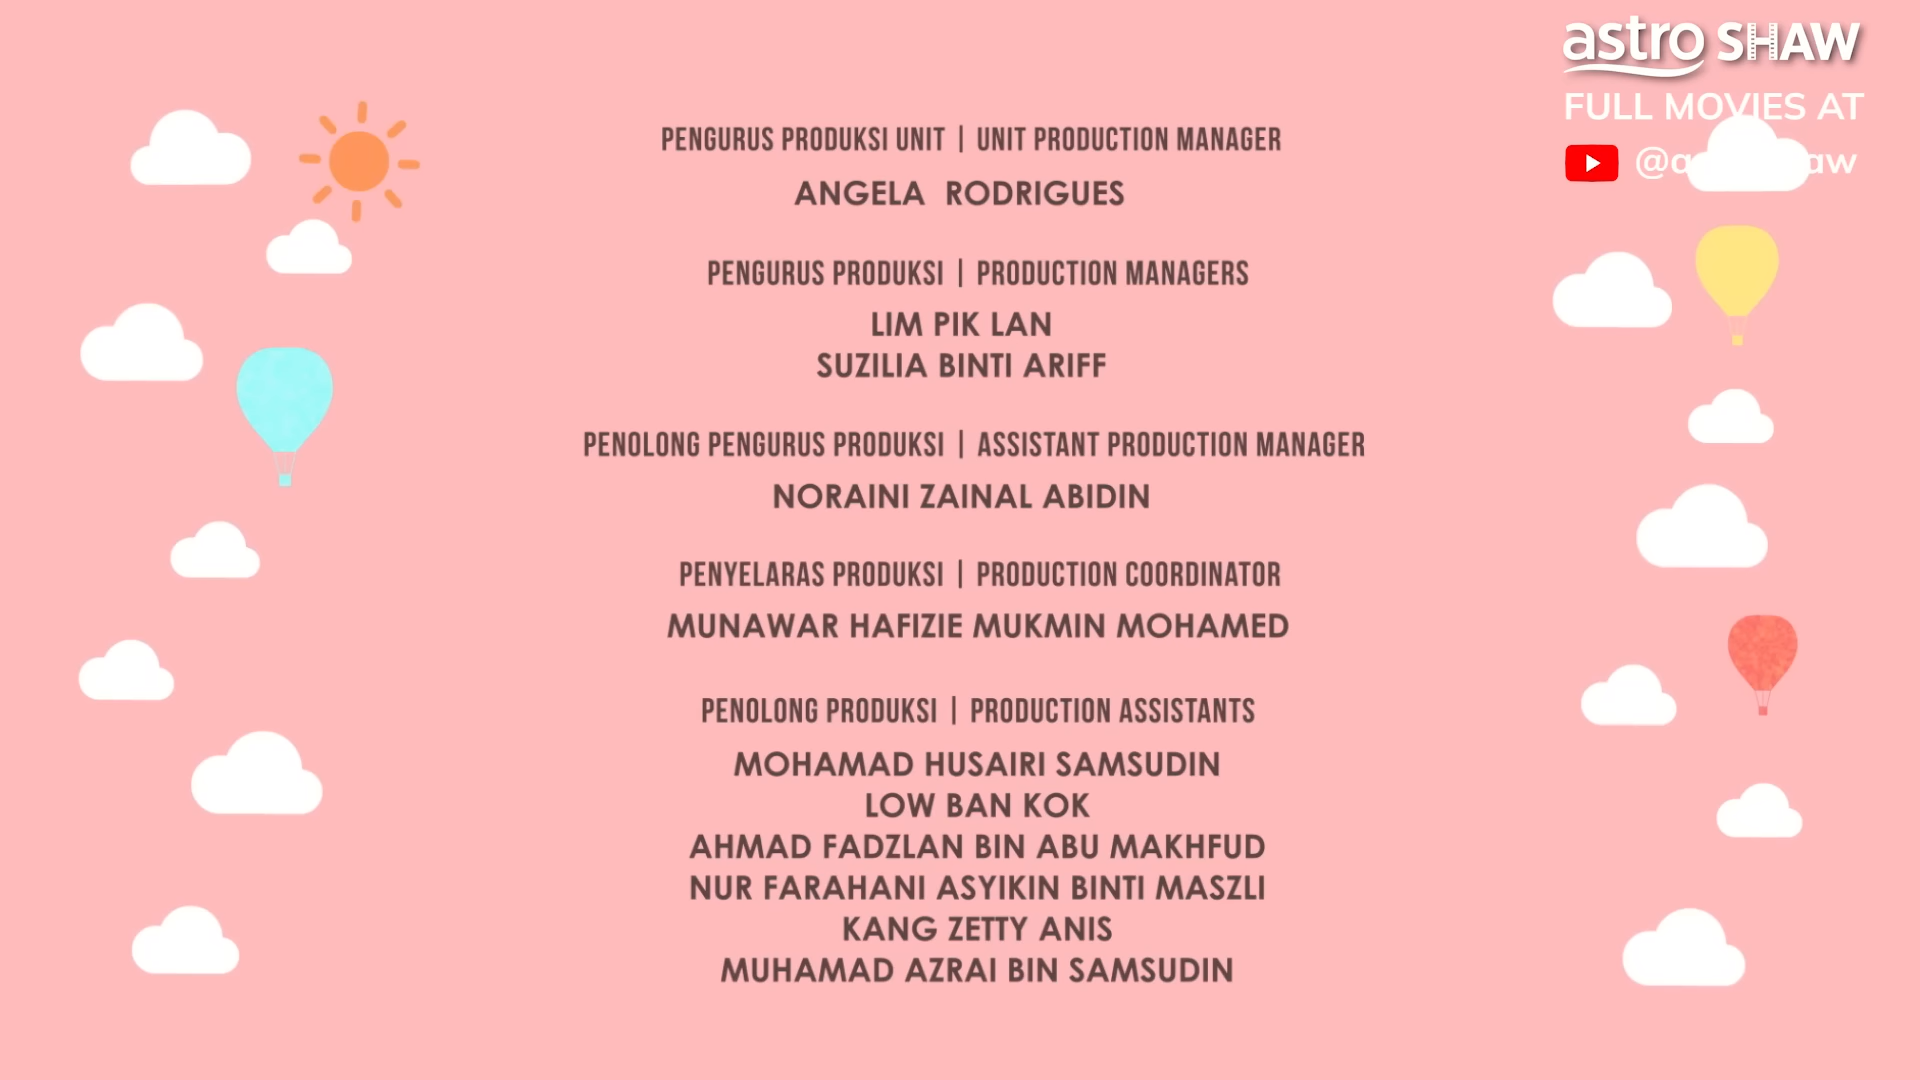 astro SHAW
FULL MOVIES AT
PENGURUS PRODUKSI UNIT | UNIT PRODUCTION MANAGER
ANGELA RODRIGUES
PENGURUS PRODUKSI | PRODUCTION MANAGERS
LIM PIK LAN
SUZILIA BINTI ARIFF
PENOLONG PENGURUS PRODUKSI | ASSISTANT PRODUCTION MANAGER
NORAINI ZAINAL ABIDIN
PENYELARAS PRODUKSI | PRODUCTION COORDINATOR
MUNAWAR HAFIZIE MUKMIN MOHAMED
PENOLONG PRODUKSI | PRODUCTION ASSISTANTS
MOHAMAD HUSAIRI SAMSUDIN
LOW BAN KOK
AHMAD FADZLAN BIN ABU MAKHFUD
NUR FARAHANI ASYIKIN BINTI MASZLI
KANG ZETTY ANIS
MUHAMAD AZRAI BIN SAMSUDIN